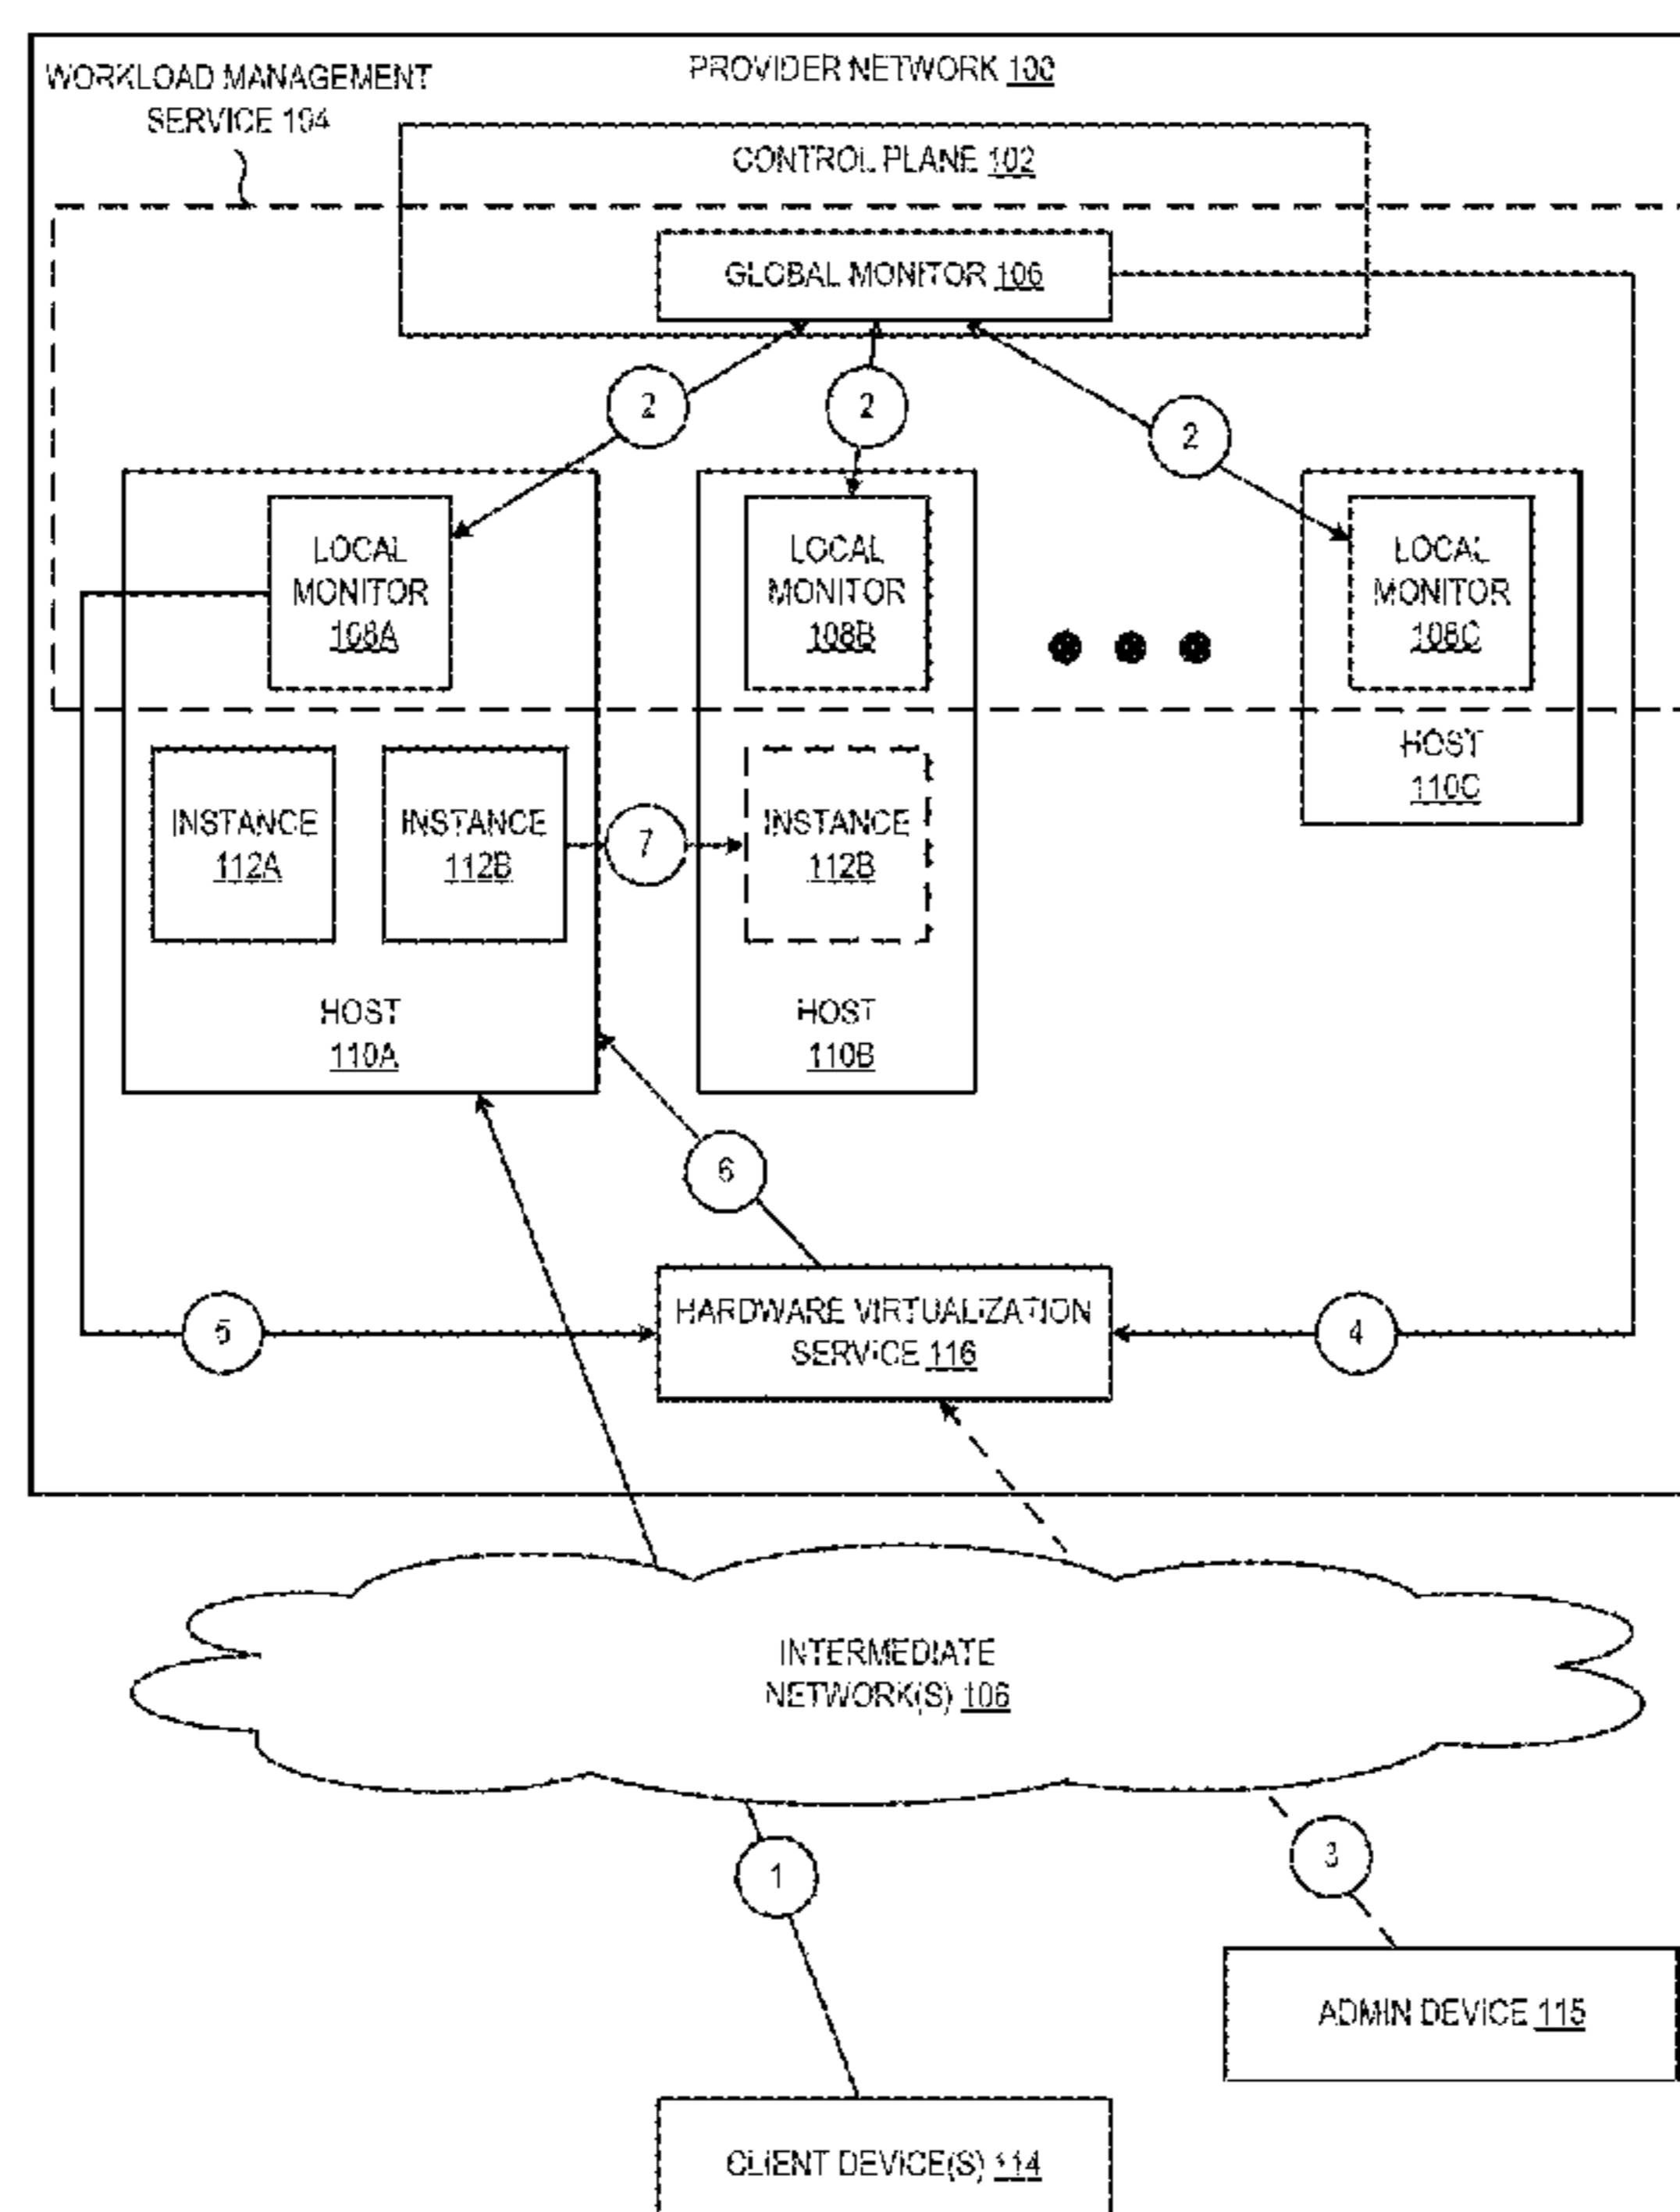 PROVIDER NETWORK 100
WORKLOAD MANAGEMENT
SERVICE 104
CONTROL PLANE 102
GLOBAL MONITOR 106
2
2
2
LOCAL
MONITOR
108A
LOCAL
MONITOR
108B
LOCAL
MONITOR
108C
HOST
110C
INSTANCE
112A
INSTANCE
112B
7
INSTANCE
112B
HOST
110A
HOST
110B
6
5
HARDWARE VIRTUALIZATION
SERVICE 116
4
INTERMEDIATE
NETWORK(S) 106
1
3
ADMIN DEVICE 115
CLIENT DEVICE(S) 114